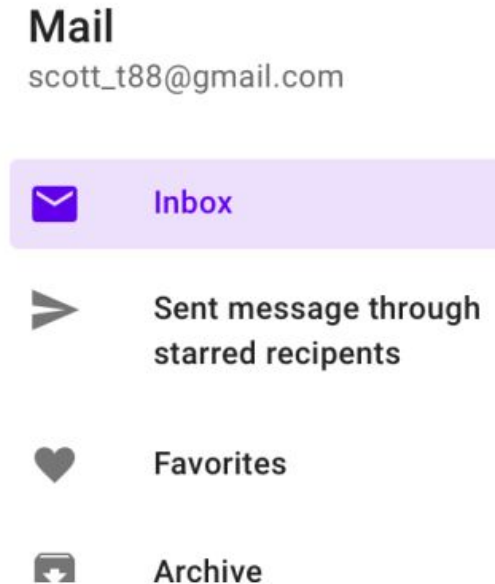 Mail
scott_t88@gmail.com
Inbox
Sent message through
starred recipents
Favorites
Archive